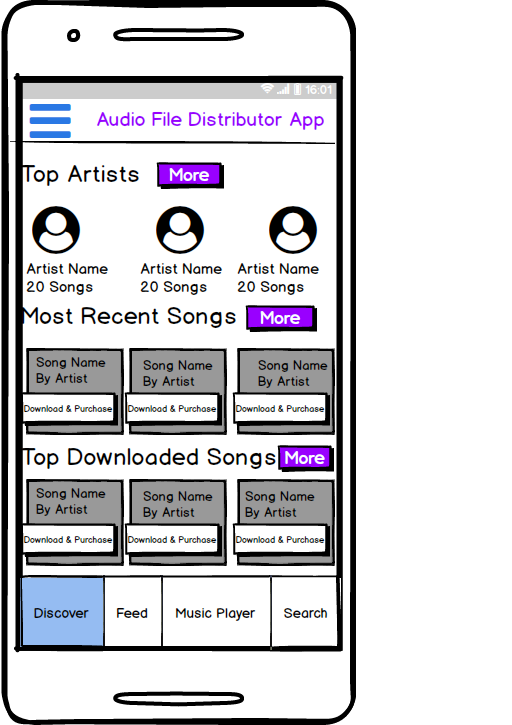 16:01
Audio File Distributor App
Top Artists More
Artist Name Artist Name Artist Name
20 Songs 20 Songs 20 Songs
Most Recent Songs More
Song Name Song Name Song Name
By Artist By Artist By Artist
Download & Purchase Download & Purchase Download & Purchase
Top Downloaded Songs More
Song Name Song Name Song Name
By Artist By Artist By Artist
Download & Purchase Download & Purchase Download & Purchase
Discover Feed Music Player Search